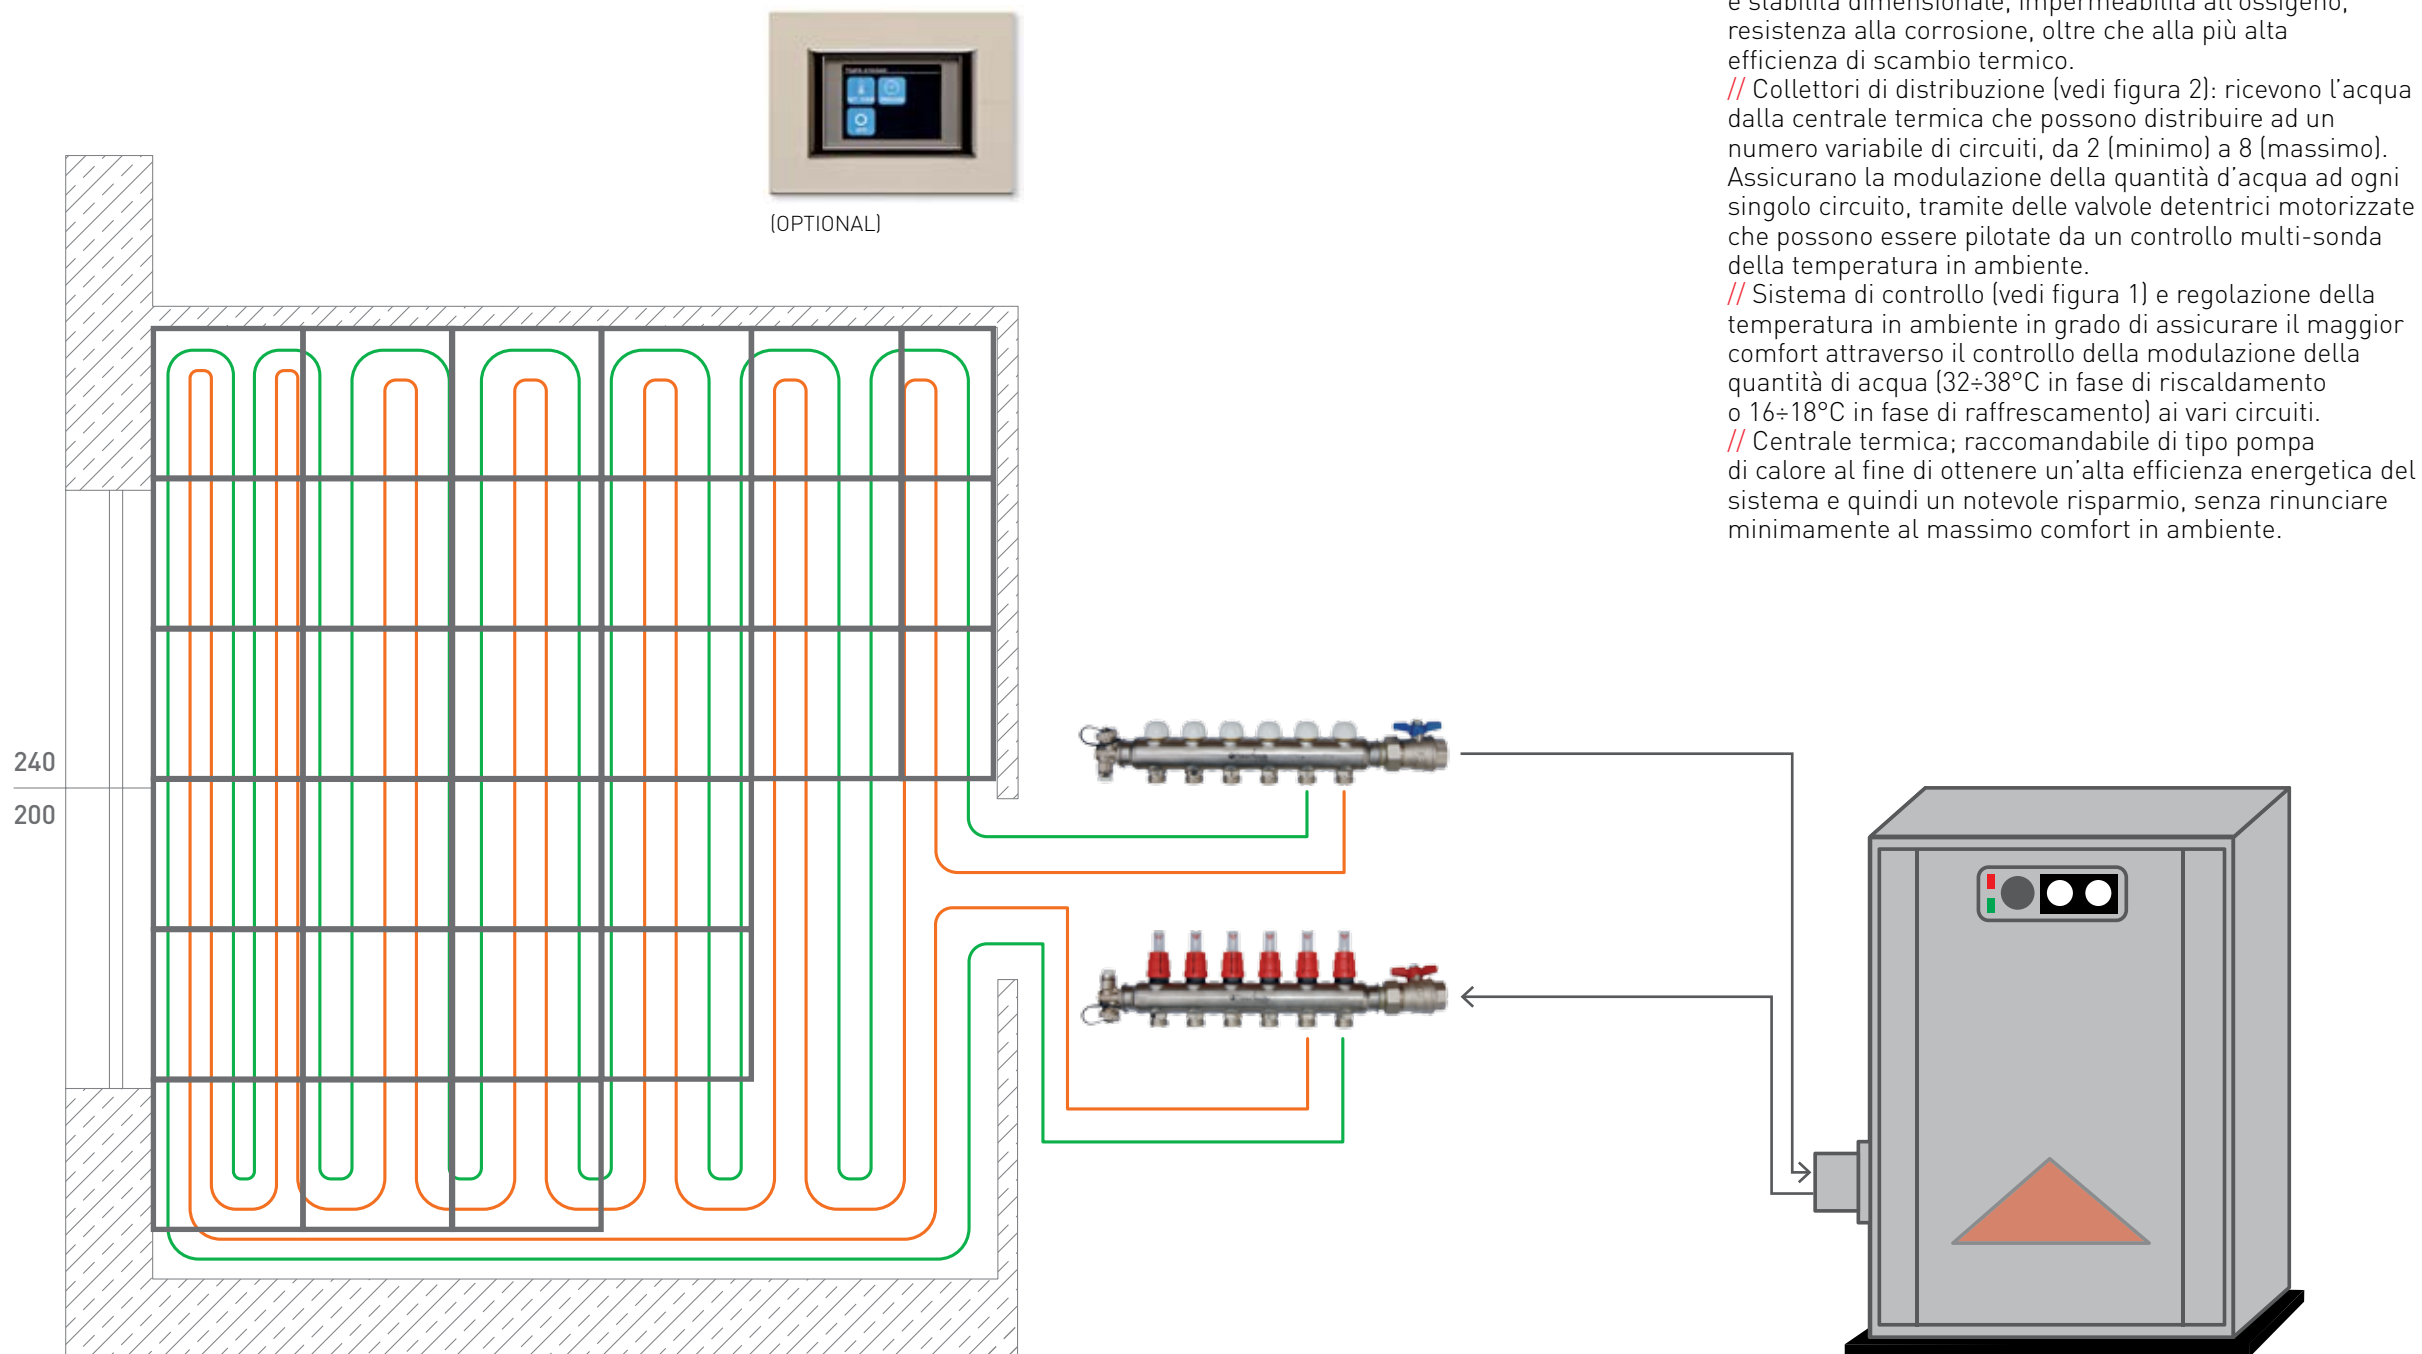 e stabilità dimensionale, impermeabilità all'ossigeno,
resistenza alla corrosione, oltre che alla più alta
efficienza di scambio termico.
// Collettori di distribuzione (vedi figura 2): ricevono l'acqua
dalla centrale termica che possono distribuire ad un
numero variabile di circuiti, da 2 (minimo) a 8 (massimo).
Assicurano la modulazione della quantità d'acqua ad ogni
singolo circuito, tramite delle valvole detentrici motorizzate
che possono essere pilotate da un controllo multi-sonda
della temperatura in ambiente.
// Sistema di controllo (vedi figura 1) e regolazione della
temperatura in ambiente in grado di assicurare il maggior
comfort attraverso il controllo della modulazione della
quantità di acqua (32÷38°C in fase di riscaldamento
o 16÷18°C in fase di raffrescamento) ai vari circuiti.
// Centrale termica; raccomandabile di tipo pompa
di calore al fine di ottenere un'alta efficienza energetica del
sistema e quindi un notevole risparmio, senza rinunciare
minimamente al massimo comfort in ambiente.
(OPTIONAL)
240
200